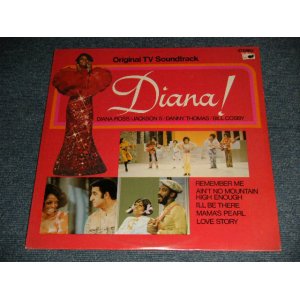 Original TV Soundtrack
STEREO
Diana!
DIANA ROSS/JACKSON 5/DANNY THOMAS/BILL COSBY
REMEMBER ME
AIN'T NO MOUNTAIN
HIGH ENOUGH
I'LL BE THERE
MAMA'S PEARL
LOVE STORY